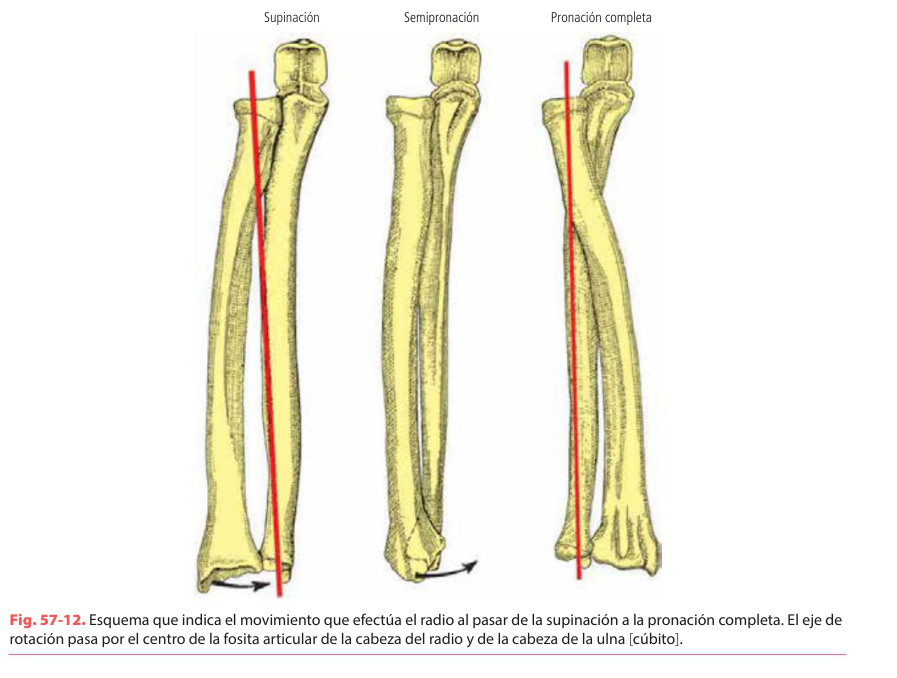 Supinación Semipronación Pronación completa
Fig. 57-12. Esquema que indica el movimiento que efectúa el radio al pasar de la supinación a la pronación completa. El eje de
rotación pasa por el centro de la fosita articular de la cabeza del radio y de la cabeza de la ulna [cúbito].